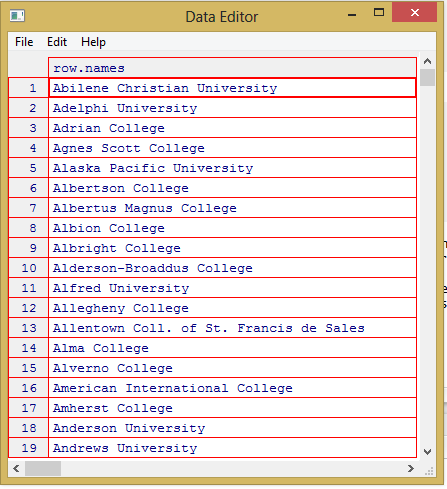 Data Editor
File Edit Help
row.names
1 Abilene Christian University
2 Adelphi University
3 Adrian College
4 Agnes Scott College
5 Alaska Pacific University
6 Albertson College
7 Albertus Magnus College
8 Albion College
9 Albright College
10 Alderson-Broaddus College
11 Alfred University
12 Allegheny College
13 Allentown Coll. of St. Francis de Sales
14 Alma College
15 Alverno College
16 American International College
17 Amherst College
18 Anderson University
19 Andrews University